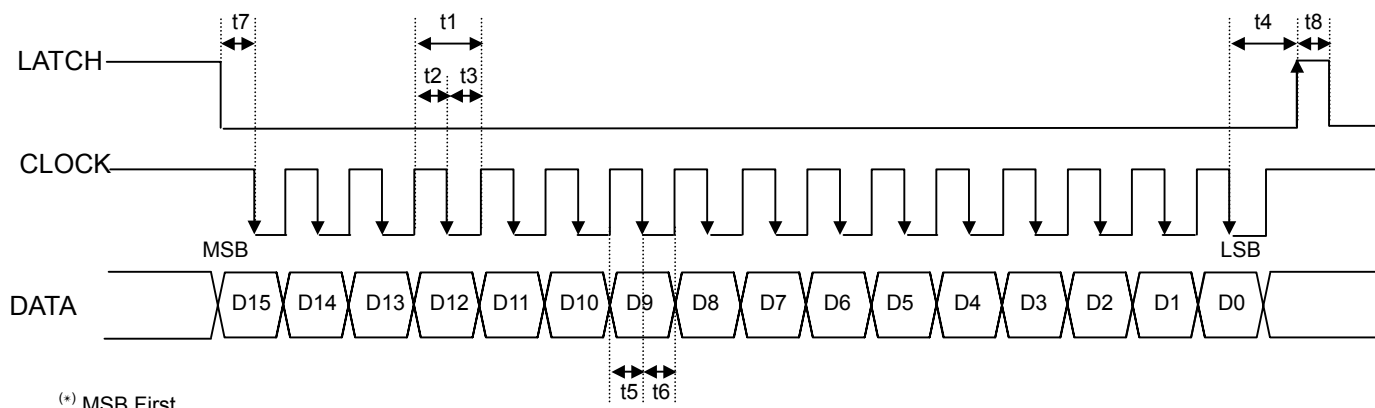 t7 t1 t4 t8
LATCH t2 t3
CLOCK
MSB LSB
DATA D15 D14 D13 D12 D11 D10 D9 D8 D7 D6 D5 D4 D3 D2 D1 D0
t5 t6
(*) MSB First